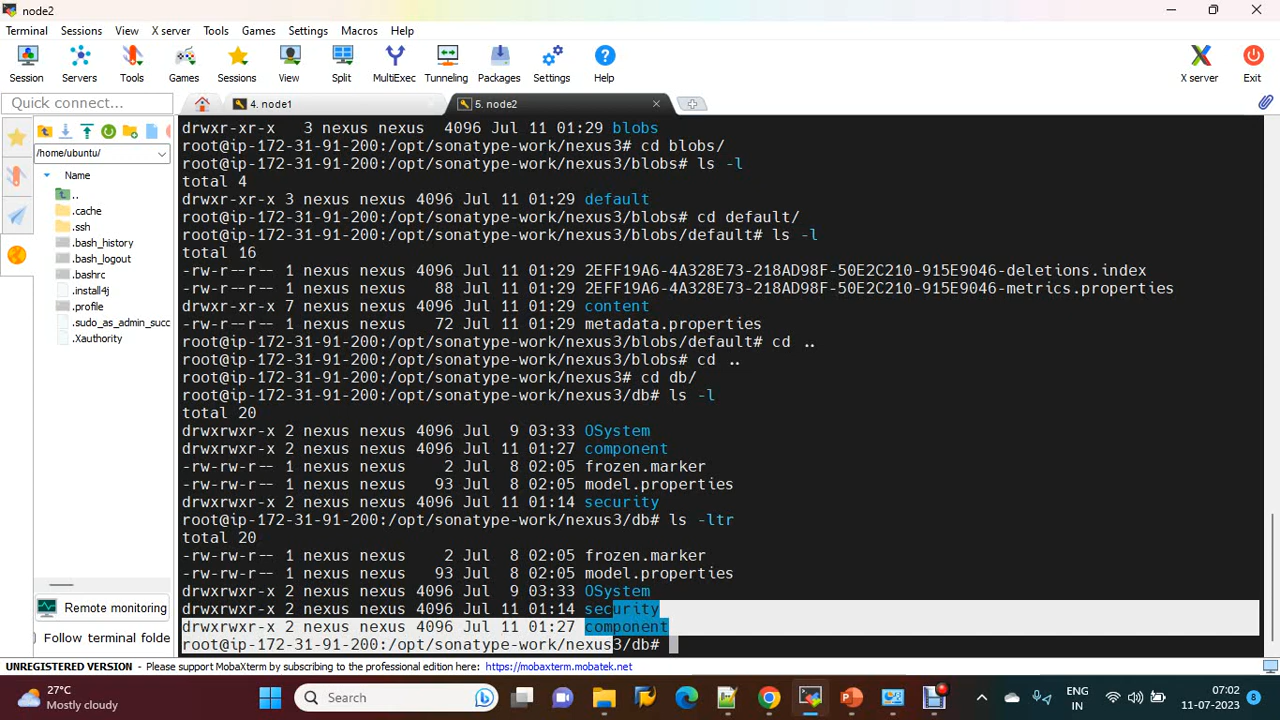 node2
Terminal Sessions View X server Tools Games Settings Macros Help
Session Servers Tools Games Sessions View Split MultiExec Tunneling Packages Settings Help X server Exit
Quick connect... 4. node1 5. node2
/home/ubuntu/
Name
..
.cache
.ssh
.bash_history
.bash_logout
.bashrc
.install4j
.profile
.sudo_as_admin_succ
.Xauthority
Remote monitoring
Follow terminal folde
drwxr-xr-x   3 nexus nexus  4096 Jul 11 01:29 blobs
root@ip-172-31-91-200:/opt/sonatype-work/nexus3# cd blobs/
root@ip-172-31-91-200:/opt/sonatype-work/nexus3/blobs# ls -l
total 4
drwxr-xr-x 3 nexus nexus 4096 Jul 11 01:29 default
root@ip-172-31-91-200:/opt/sonatype-work/nexus3/blobs# cd default/
root@ip-172-31-91-200:/opt/sonatype-work/nexus3/blobs/default# ls -l
total 16
-rw-r--r-- 1 nexus nexus 4096 Jul 11 01:29 2EFF19A6-4A328E73-218AD98F-50E2C210-915E9046-deletions.index
-rw-r--r-- 1 nexus nexus   88 Jul 11 01:29 2EFF19A6-4A328E73-218AD98F-50E2C210-915E9046-metrics.properties
drwxr-xr-x 7 nexus nexus 4096 Jul 11 01:29 content
-rw-r--r-- 1 nexus nexus   72 Jul 11 01:29 metadata.properties
root@ip-172-31-91-200:/opt/sonatype-work/nexus3/blobs/default# cd ..
root@ip-172-31-91-200:/opt/sonatype-work/nexus3/blobs# cd ..
root@ip-172-31-91-200:/opt/sonatype-work/nexus3# cd db/
root@ip-172-31-91-200:/opt/sonatype-work/nexus3/db# ls -l
total 20
drwxrwxr-x 2 nexus nexus 4096 Jul  9 03:33 OSystem
drwxrwxr-x 2 nexus nexus 4096 Jul 11 01:27 component
-rw-rw-r-- 1 nexus nexus    2 Jul  8 02:05 frozen.marker
-rw-rw-r-- 1 nexus nexus   93 Jul  8 02:05 model.properties
drwxrwxr-x 2 nexus nexus 4096 Jul 11 01:14 security
root@ip-172-31-91-200:/opt/sonatype-work/nexus3/db# ls -ltr
total 20
-rw-rw-r-- 1 nexus nexus    2 Jul  8 02:05 frozen.marker
-rw-rw-r-- 1 nexus nexus   93 Jul  8 02:05 model.properties
drwxrwxr-x 2 nexus nexus 4096 Jul  9 03:33 OSystem
drwxrwxr-x 2 nexus nexus 4096 Jul 11 01:14 security
drwxrwxr-x 2 nexus nexus 4096 Jul 11 01:27 component
root@ip-172-31-91-200:/opt/sonatype-work/nexus3/db#
UNREGISTERED VERSION - Please support MobaXterm by subscribing to the professional edition here: https://mobaxterm.mobatek.net
27°C
Mostly cloudy
Search
ENG
IN
07:02
11-07-2023
8